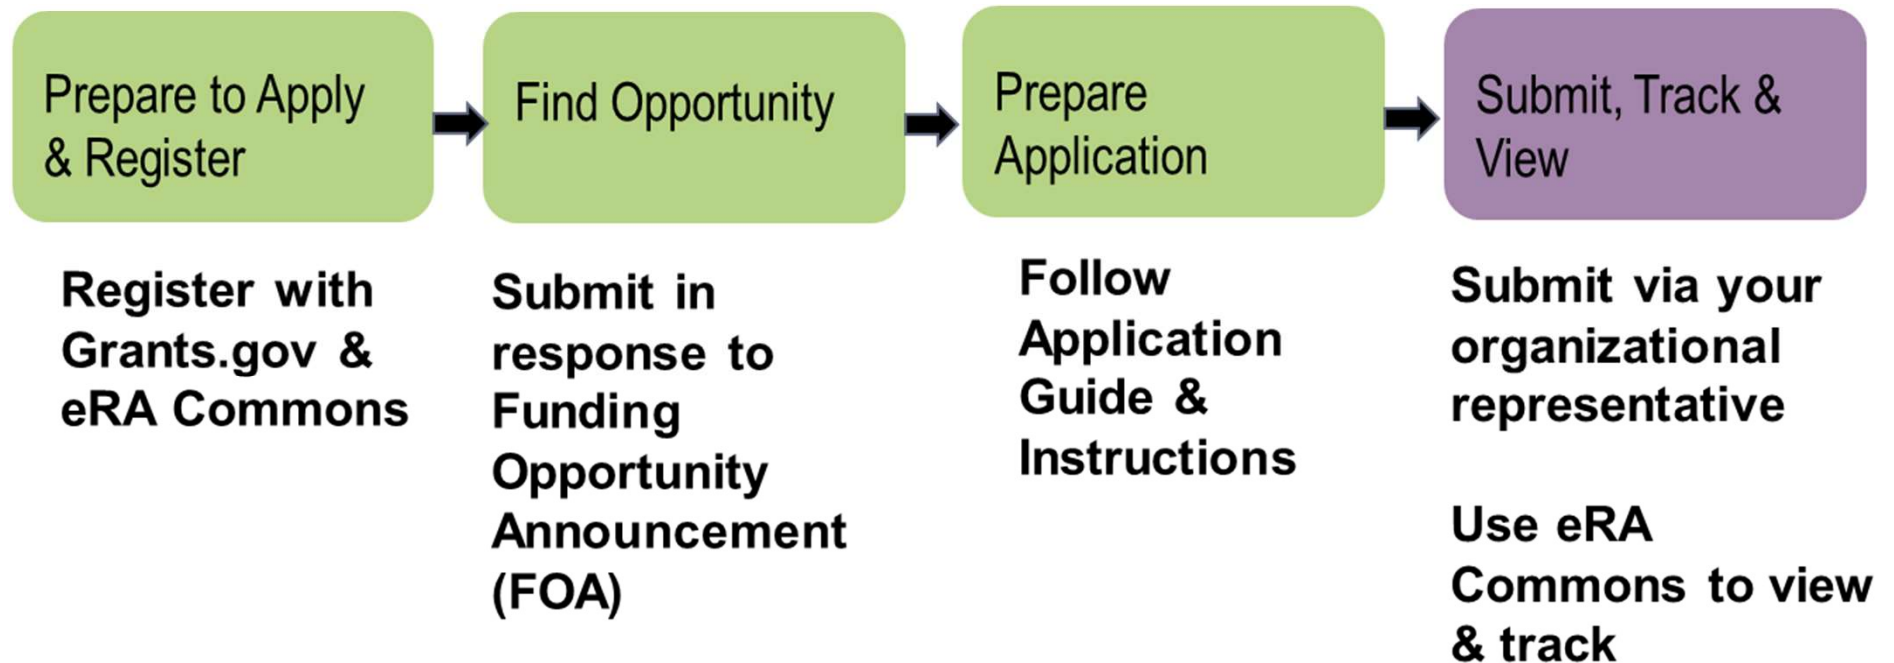 Prepare to Apply
& Register
Find Opportunity
Prepare
Application
Submit, Track &
View
Register with
Grants.gov &
eRA Commons
Submit in
response to
Funding
Opportunity
Announcement
(FOA)
Follow
Application
Guide &
Instructions
Submit via your
organizational
representative
Use eRA
Commons to view
& track